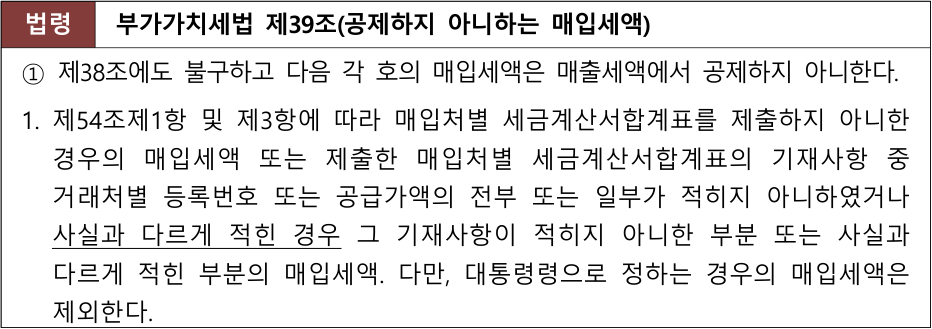 법령 부가가치세법 제39조(공제하지 아니하는 매입세액)
① 제38조에도 불구하고 다음 각 호의 매입세액은 매출세액에서 공제하지 아니한다.
1. 제54조제1항 및 제3항에 따라 매입처별 세금계산서합계표를 제출하지 아니한
경우의 매입세액 또는 제출한 매입처별 세금계산서합계표의 기재사항 중
거래처별 등록번호 또는 공급가액의 전부 또는 일부가 적히지 아니하였거나
사실과 다르게 적힌 경우 그 기재사항이 적히지 아니한 부분 또는 사실과
다르게 적힌 부분의 매입세액. 다만, 대통령령으로 정하는 경우의 매입세액은
제외한다.